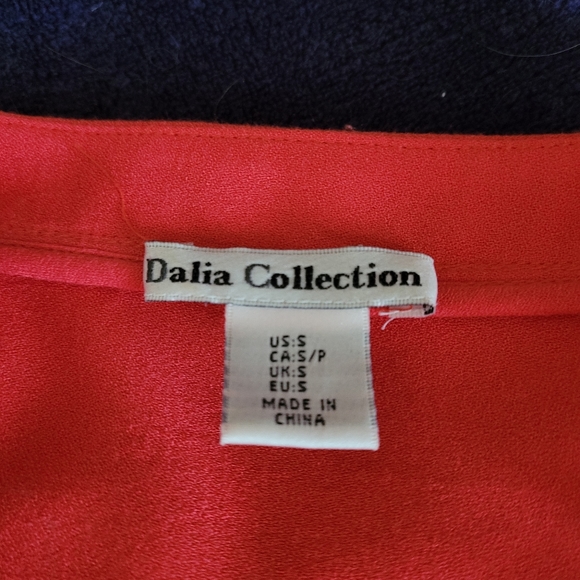 Dalia Collection
US:S
CA:S/P
UK:S
EU:S
MADE IN
CHINA